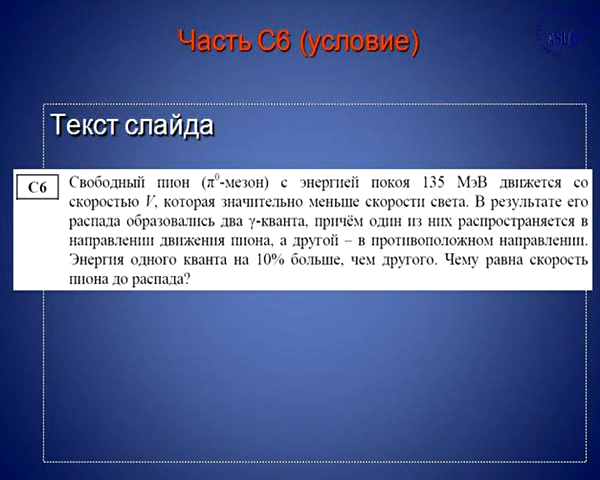 Часть С6 (условие)
Текст слайда
С6
Свободный пион (π⁰-мезон) с энергией покоя 135 МэВ движется со
скоростью V, которая значительно меньше скорости света. В результате его
распада образовались два γ-кванта, причём один из них распространяется в
направлении движения пиона, а другой – в противоположном направлении.
Энергия одного кванта на 10% больше, чем другого. Чему равна скорость
пиона до распада?